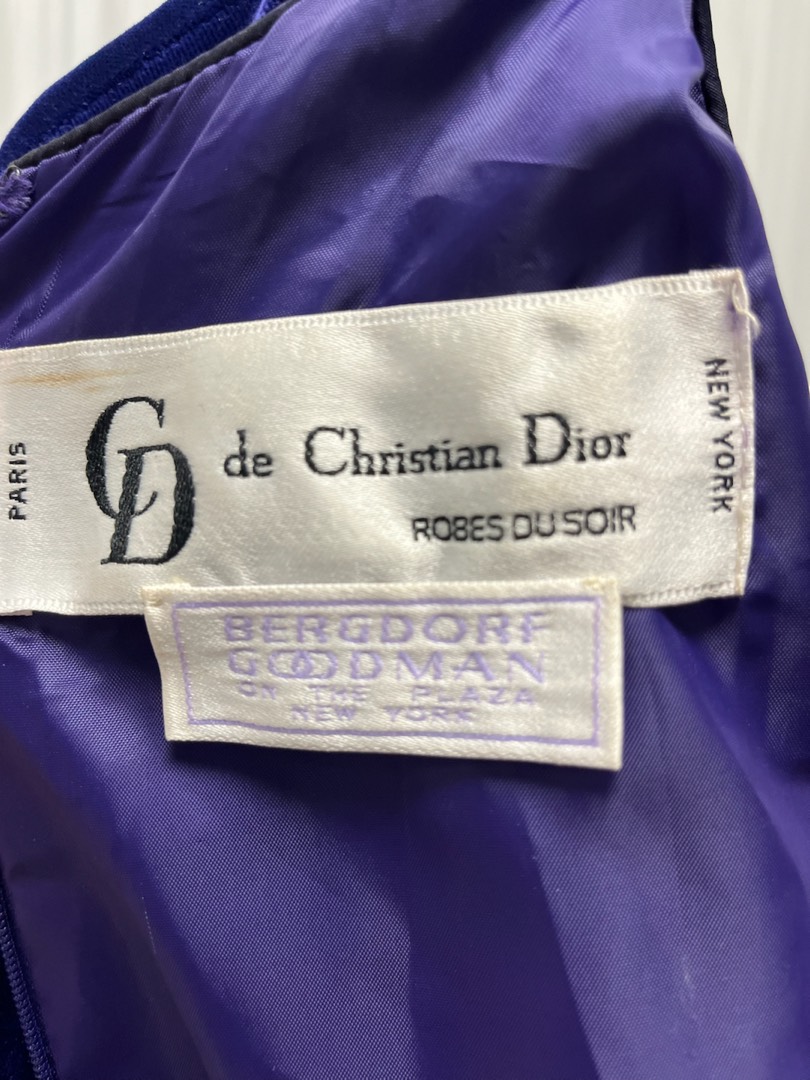 PARIS
CD de Christian Dior
ROBES DU SOIR
NEW YORK
BERGDORF
GOODMAN
ON THE PLAZA
NEW YORK